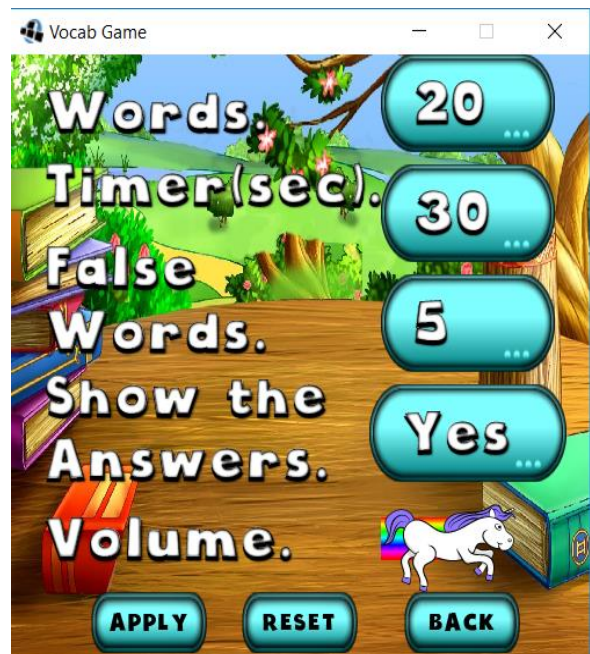 Vocab Game
Words. 20
Timer(sec). 30
False
Words. 5
Show the
Answers. Yes
Volume.
APPLY RESET BACK